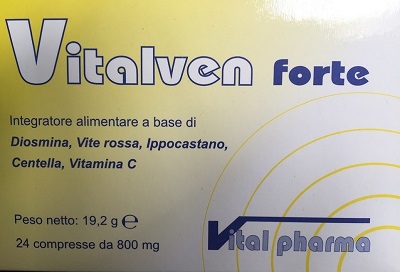 Vitalven forte
Integratore alimentare a base di
Diosmina, Vite rossa, Ippocastano,
Centella, Vitamina C
Peso netto: 19,2 g ℮
24 compresse da 800 mg
Vital pharma